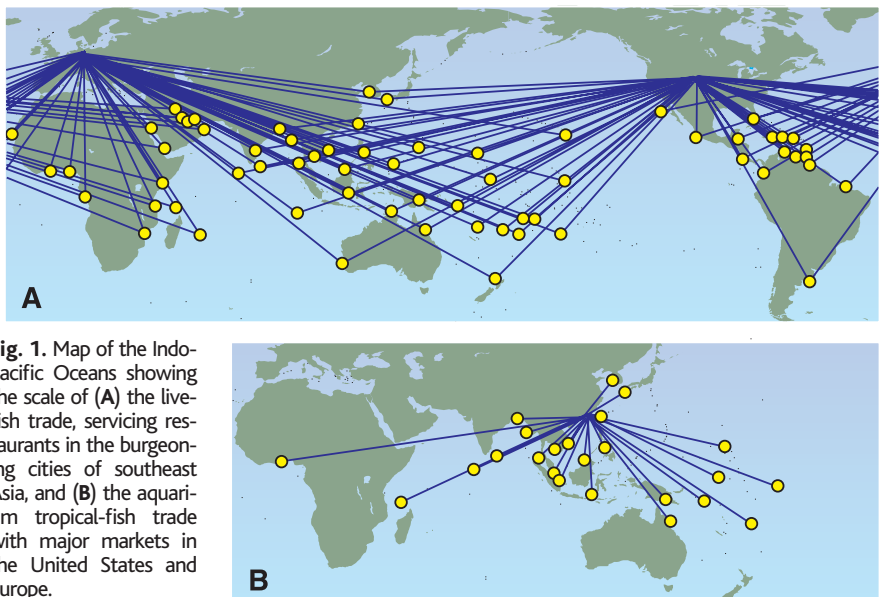 A
Fig. 1. Map of the Indo-
acific Oceans showing
he scale of (A) the live-
ish trade, servicing res-
aurants in the burgeon-
ng cities of southeast
Asia, and (B) the aquari-
m tropical-fish trade
with major markets in
he United States and
urope.
B